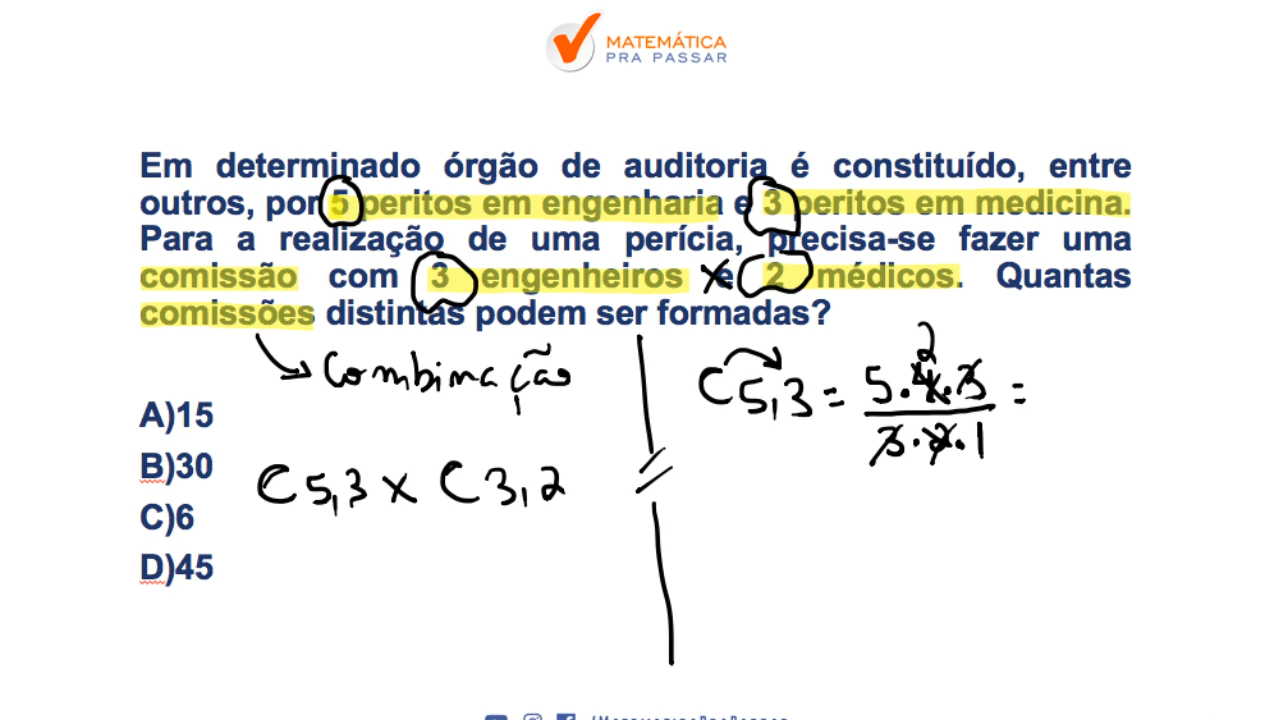 MATEMÁTICA
PRA PASSAR
Em determinado órgão de auditoria é constituído, entre
outros, por 5 peritos em engenharia e 3 peritos em medicina.
Para a realização de uma perícia, precisa-se fazer uma
comissão com 3 engenheiros x e 2 médicos. Quantas
comissões distintas podem ser formadas?
Combinação
A)15
B)30
C)6
D)45
C5,3 x C3,2
2
C5,3 = 5.4.3 =
3.2.1